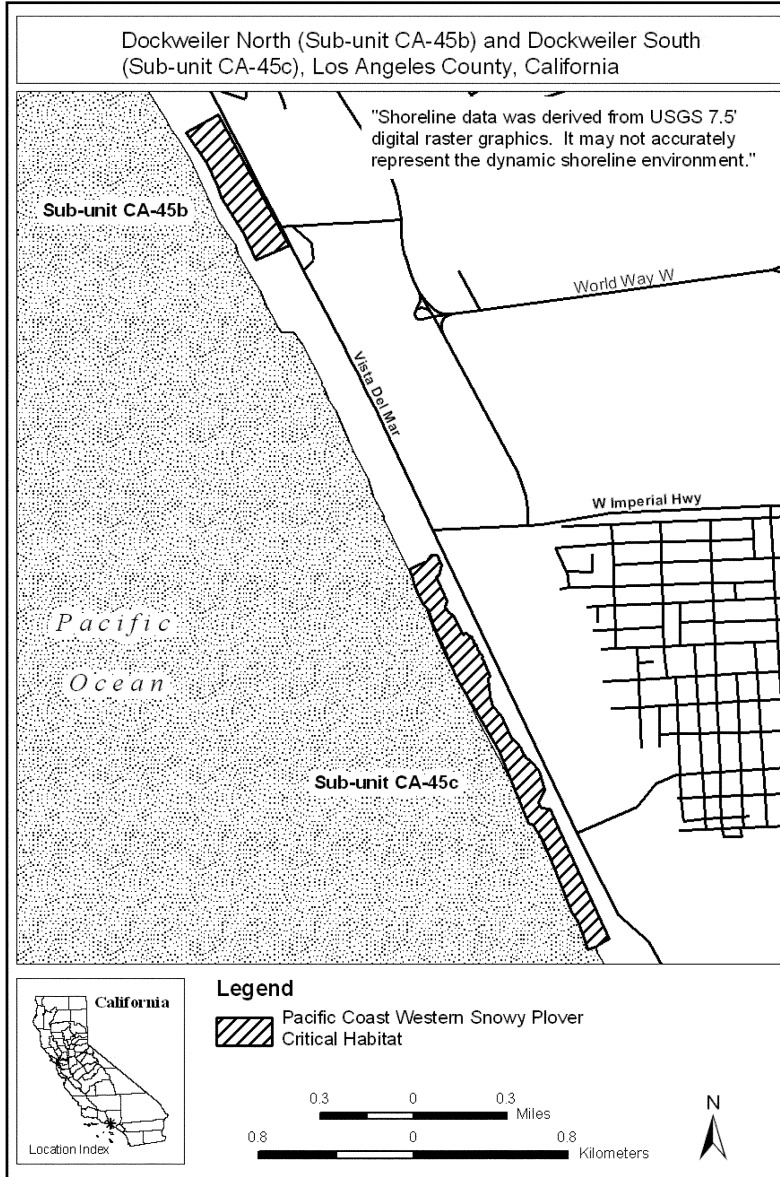 Dockweiler North (Sub-unit CA-45b) and Dockweiler South
(Sub-unit CA-45c), Los Angeles County, California
"Shoreline data was derived from USGS 7.5'
digital raster graphics. It may not accurately
represent the dynamic shoreline environment."
Sub-unit CA-45b
World Way W
Vista Del Mar
W Imperial Hwy
Pacific
Ocean
Sub-unit CA-45c
California
Location Index
Legend
Pacific Coast Western Snowy Plover
Critical Habitat
0.3 0 0.3
Miles
0.8 0 0.8
Kilometers
N